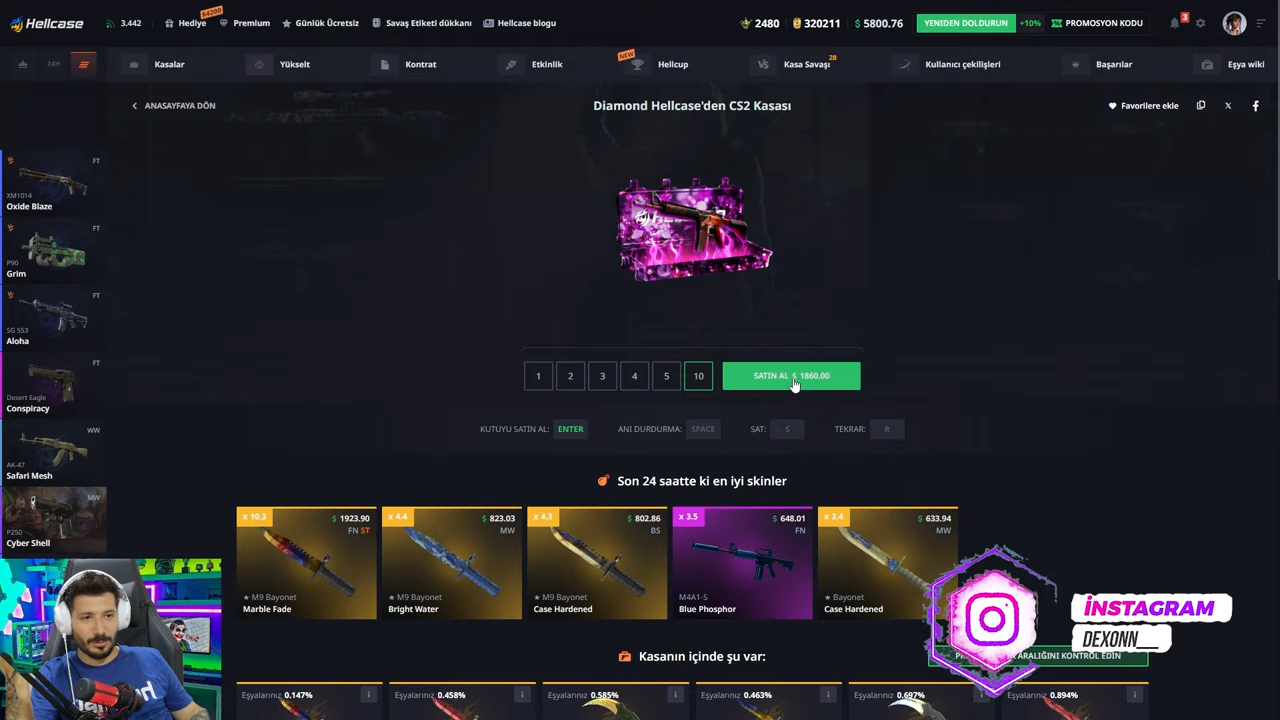 Hellcase
3.442
Hediye
$4200
Premium
Günlük Ücretsiz
Savaş Etiketi dükkanı
Hellcase blogu
2480
320211
$ 5800.76
YENİDEN DOLDURUN
+10%
PROMOSYON KODU
3
24H
Kasalar
Yükselt
Kontrat
Etkinlik
NEW
Hellcup
VS
Kasa Savaşı
28
Kullanıcı çekilişleri
Başarılar
Eşya wiki
ANASAYFAYA DÖN
Diamond Hellcase'den CS2 Kasası
Favorilere ekle
FT
XM1014
Oxide Blaze
FT
P90
Grim
FT
SG 553
Aloha
FT
Desert Eagle
Conspiracy
WW
AK-47
Safari Mesh
MW
P250
Cyber Shell
1
2
3
4
5
10
SATIN AL $ 1860.00
KUTUYU SATIN AL: ENTER
ANI DURDURMA: SPACE
SAT: S
TEKRAR: R
Son 24 saatte ki en iyi skinler
x 10.3
$ 1923.90
FN ST
★ M9 Bayonet
Marble Fade
x 4.4
$ 823.03
MW
★ M9 Bayonet
Bright Water
x 4.3
$ 802.86
BS
★ M9 Bayonet
Case Hardened
x 3.5
$ 648.01
FN
M4A1-S
Blue Phosphor
x 3.4
$ 633.94
MW
★ Bayonet
Case Hardened
İNSTAGRAM
DEXONN__
Kasanın içinde şu var:
ARALIĞINI KONTROL EDİN
Eşyalarınız 0.147%
Eşyalarınız 0.458%
Eşyalarınız 0.585%
Eşyalarınız 0.463%
Eşyalarınız 0.697%
Eşyalarınız 0.894%